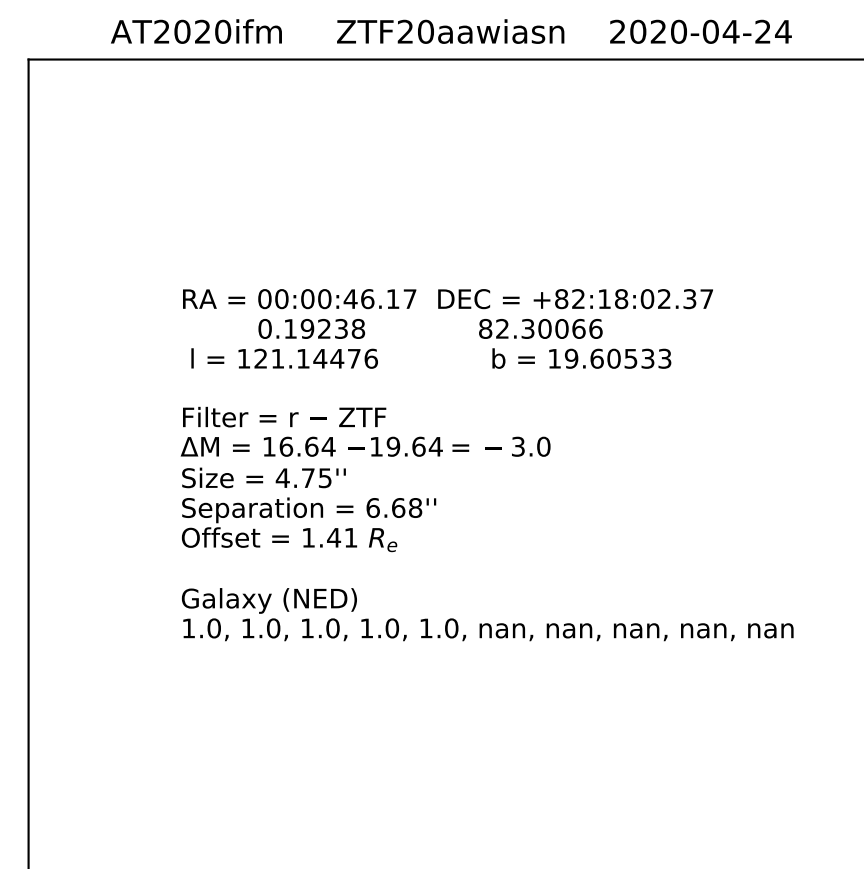 AT2020ifm ZTF20aawiasn 2020-04-24
RA = 00:00:46.17 DEC = +82:18:02.37
0.19238 82.30066
l = 121.14476 b = 19.60533
Filter = r − ZTF
ΔM = 16.64 −19.64 = − 3.0
Size = 4.75''
Separation = 6.68''
Offset = 1.41 Re
Galaxy (NED)
1.0, 1.0, 1.0, 1.0, 1.0, nan, nan, nan, nan, nan